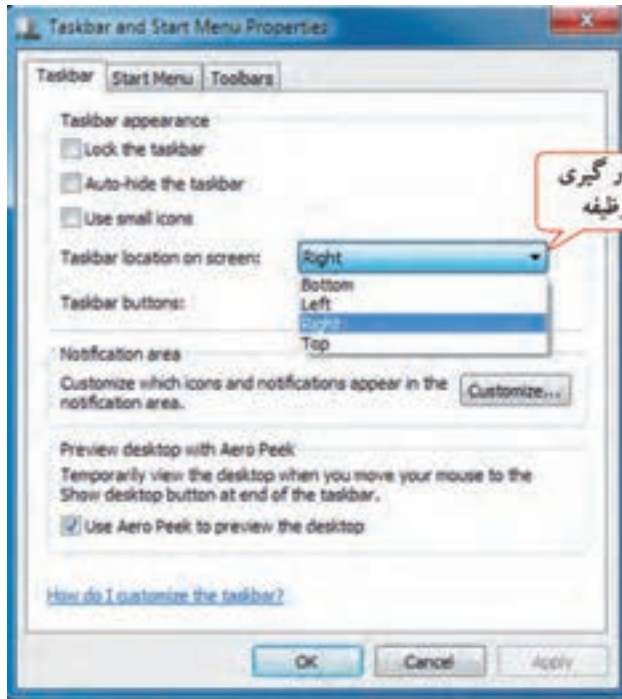 Taskbar and Start Menu Properties
Taskbar Start Menu Toolbars
Taskbar appearance
Lock the taskbar
Auto-hide the taskbar
Use small icons
گیری
Taskbar location on screen: Right
Bottom
Taskbar buttons: Left
Right
Top
Notification area
Customize which icons and notifications appear in the
notification area.
Customize...
Preview desktop with Aero Peek
Temporarily view the desktop when you move your mouse to the
Show desktop button at end of the taskbar.
Use Aero Peek to preview the desktop
How do I customize the taskbar?
OK Cancel Apply